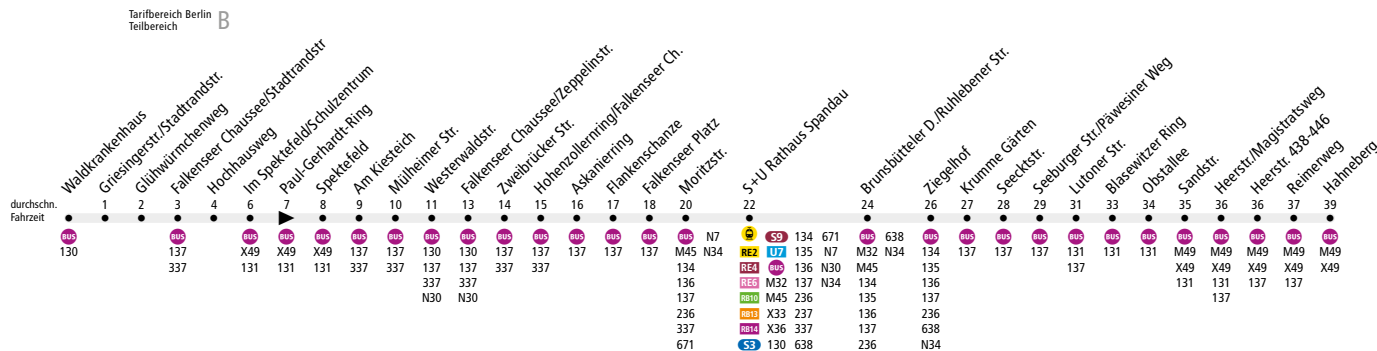 Tarifbereich Berlin
Teilbereich
B
Waldkrankenhaus
Griesingerstr./Stadtrandstr.
Glühwürmchenweg
Falkenseer Chaussee/Stadtrandstr
Hochhausweg
Im Spektefeld/Schulzentrum
Paul-Gerhardt-Ring
Spektefeld
Am Kiesteich
Mülheimer Str.
Westerwaldstr.
Falkenseer Chaussee/Zeppelinstr.
Zweibrücker Str.
Hohenzollernring/Falkenseer Ch.
Askanierring
Flankenschanze
Falkenseer Platz
Moritzstr.
S+U Rathaus Spandau
Brunsbütteler D./Ruhlebener Str.
Ziegelhof
Krumme Gärten
Seecktstr.
Seeburger Str./Päwesiner Weg
Lutoner Str.
Blasewitzer Ring
Obstallee
Sandstr.
Heerstr./Magistratsweg
Heerstr. 438-446
Reimerweg
Hahneberg
durchschn. 1 2 3 4 6 7 8 9 10 11 13 14 15 16 17 18 20 22 24 26 27 28 29 31 33 34 35 36 36 37 39
Fahrzeit
BUS BUS BUS BUS BUS BUS BUS BUS BUS BUS BUS BUS BUS BUS BUS N7 S9 134 671 BUS 638 BUS BUS BUS BUS BUS BUS BUS BUS BUS BUS BUS BUS
130 137 X49 X49 X49 137 137 130 130 137 137 137 137 137 M45 N34 RE2 U7 135 N7 M32 N34 134 137 137 137 131 131 131 M49 M49 M49 M49 M49
337 131 131 131 337 337 137 137 337 337 134 RE4 BUS 136 N30 M45 135 137 X49 X49 X49 X49 X49
337 337 136 RE6 M32 137 N34 134 136 131 131 137 137
N30 N30 137 RB10 M45 236 135 137 137
236 RB13 X33 237 136 236
337 RB14 X36 337 137 638
671 S3 130 638 236 N34